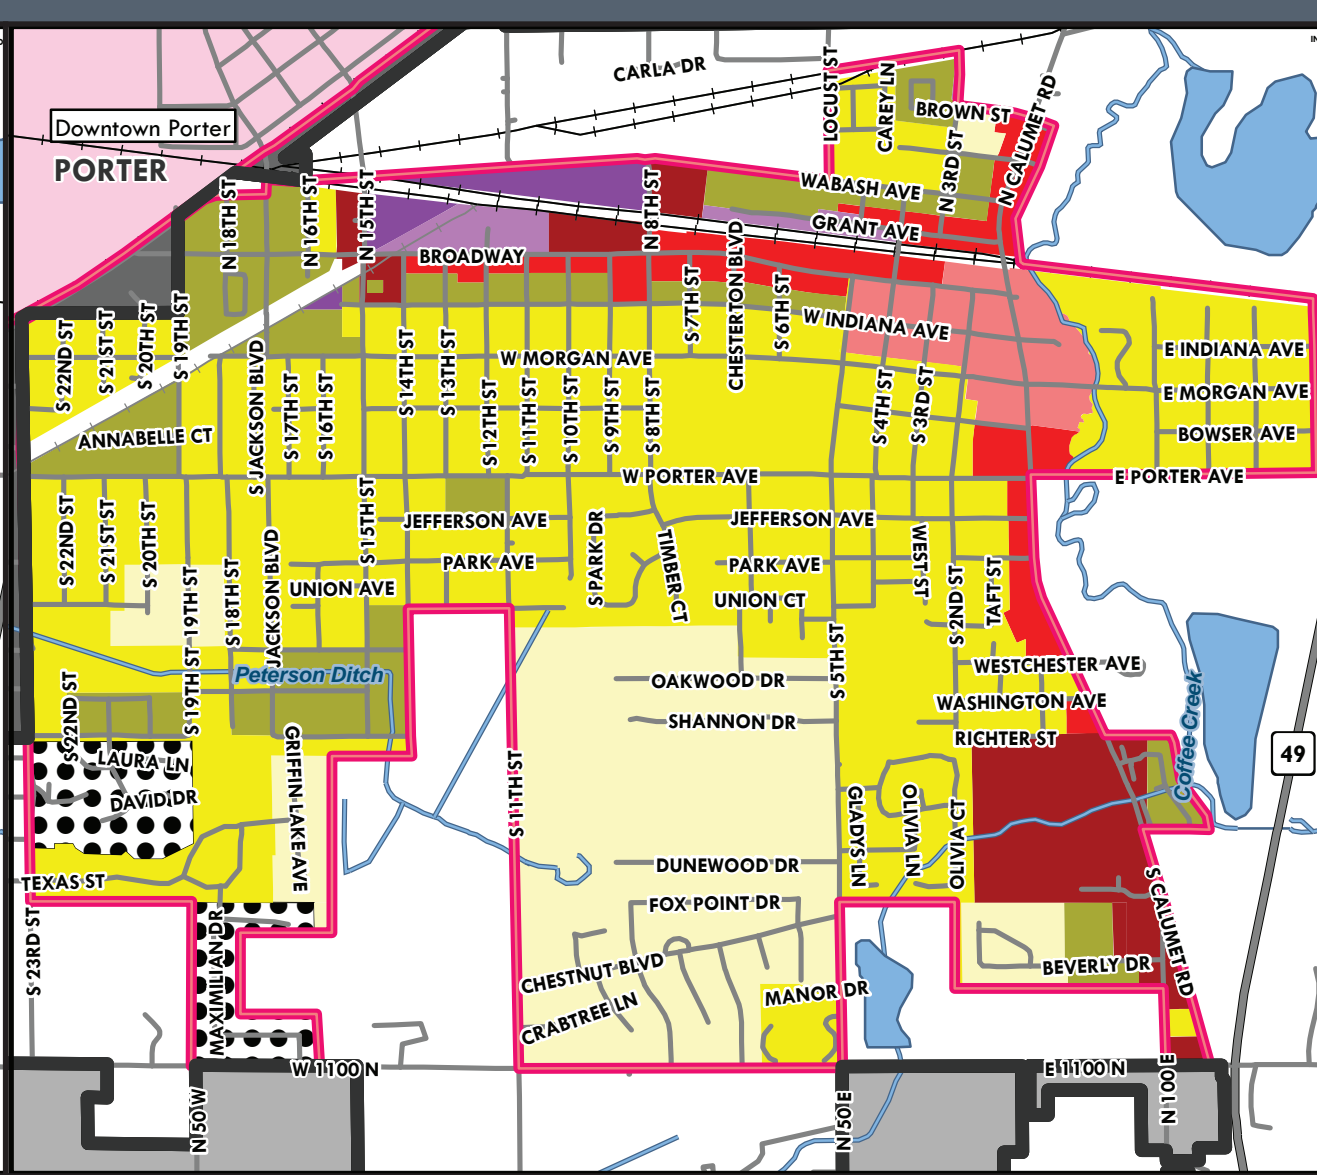 CARLA DR
LOCUST ST
CAREY LN
BROWN ST
N CALUMET RD
N 3RD ST
Downtown Porter
PORTER
WABASH AVE
GRANT AVE
N 18TH ST
N 16TH ST
N 15TH ST
N 8TH ST
BROADWAY
CHESTERTON BLVD
S 7TH ST
S 6TH ST
W INDIANA AVE
S 22ND ST
S 21ST ST
S 20TH ST
S 19TH ST
S JACKSON BLVD
S 17TH ST
S 16TH ST
S 14TH ST
S 13TH ST
W MORGAN AVE
S 12TH ST
S 11TH ST
S 10TH ST
S 9TH ST
S 8TH ST
S 4TH ST
S 3RD ST
E INDIANA AVE
E MORGAN AVE
BOWSER AVE
ANNABELLE CT
W PORTER AVE
E PORTER AVE
S 22ND ST
S 21ST ST
S 20TH ST
S 15TH ST
JEFFERSON AVE
JEFFERSON AVE
S PARK DR
TIMBER CT
WEST ST
PARK AVE
PARK AVE
UNION AVE
UNION CT
S 19TH ST
S 18TH ST
JACKSON BLVD
S 2ND ST
TAFT ST
S 5TH ST
Peterson Ditch
WESTCHESTER AVE
OAKWOOD DR
WASHINGTON AVE
SHANNON DR
RICHTER ST
Coffee Creek
49
S 22ND ST
S 19TH ST
LAURA LN
DAVID DR
GRIFFIN LAKE AVE
S 11TH ST
GLADYS LN
OLIVIA LN
OLIVIA CT
DUNEWOOD DR
TEXAS ST
FOX POINT DR
S CALUMET RD
S 23RD ST
MAXIMILIAN DR
CHESTNUT BLVD
CRABTREE LN
MANOR DR
BEVERLY DR
W 1100 N
E 1100 N
N 50 W
N 50 E
N 100 E